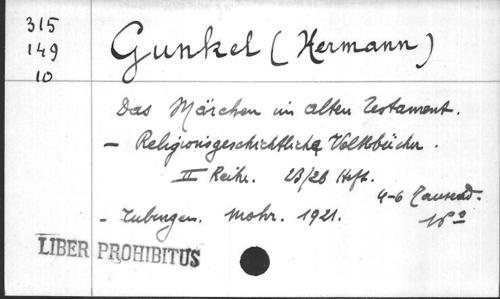 315
149
10
Gunkel (Hermann)
Das Märchen im alten Testament.
- Religionsgeschichtliche Volksbücher.
II Reihe. 23/26 Heft.
4-6 Tausend.
- Tubingen. Mohr. 1921.
16º
LIBER PROHIBITUS